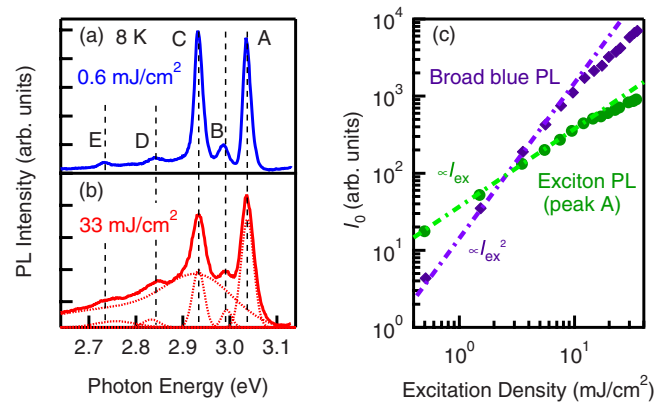 (a) 8 K C A
0.6 mJ/cm²
E D B
(b)
33 mJ/cm²
PL Intensity (arb. units)
2.7 2.8 2.9 3.0 3.1
Photon Energy (eV)
(c)
Broad blue PL
∝I_ex
Exciton PL
(peak A)
∝I_ex²
I₀ (arb. units)
10⁴
10³
10²
10¹
10⁰
10⁰ 10¹
Excitation Density (mJ/cm²)